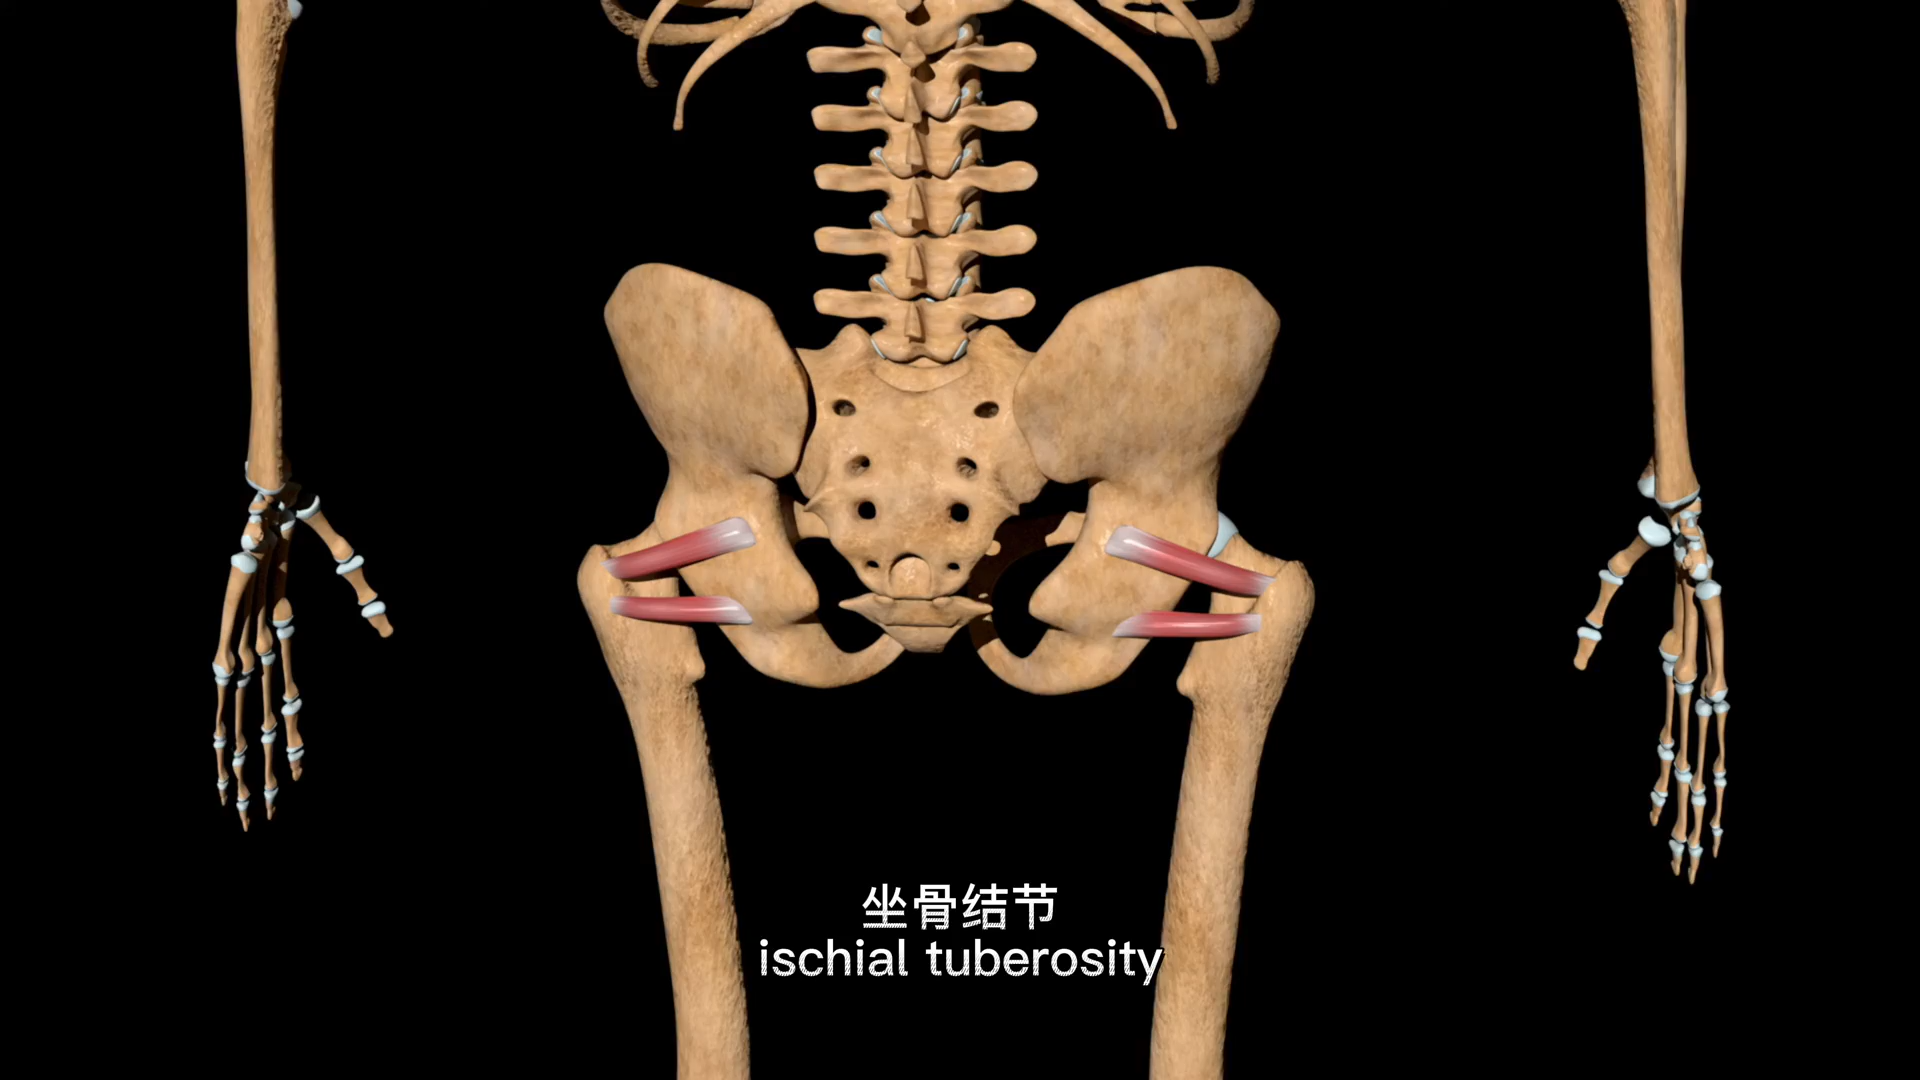 坐骨结节
ischial tuberosity